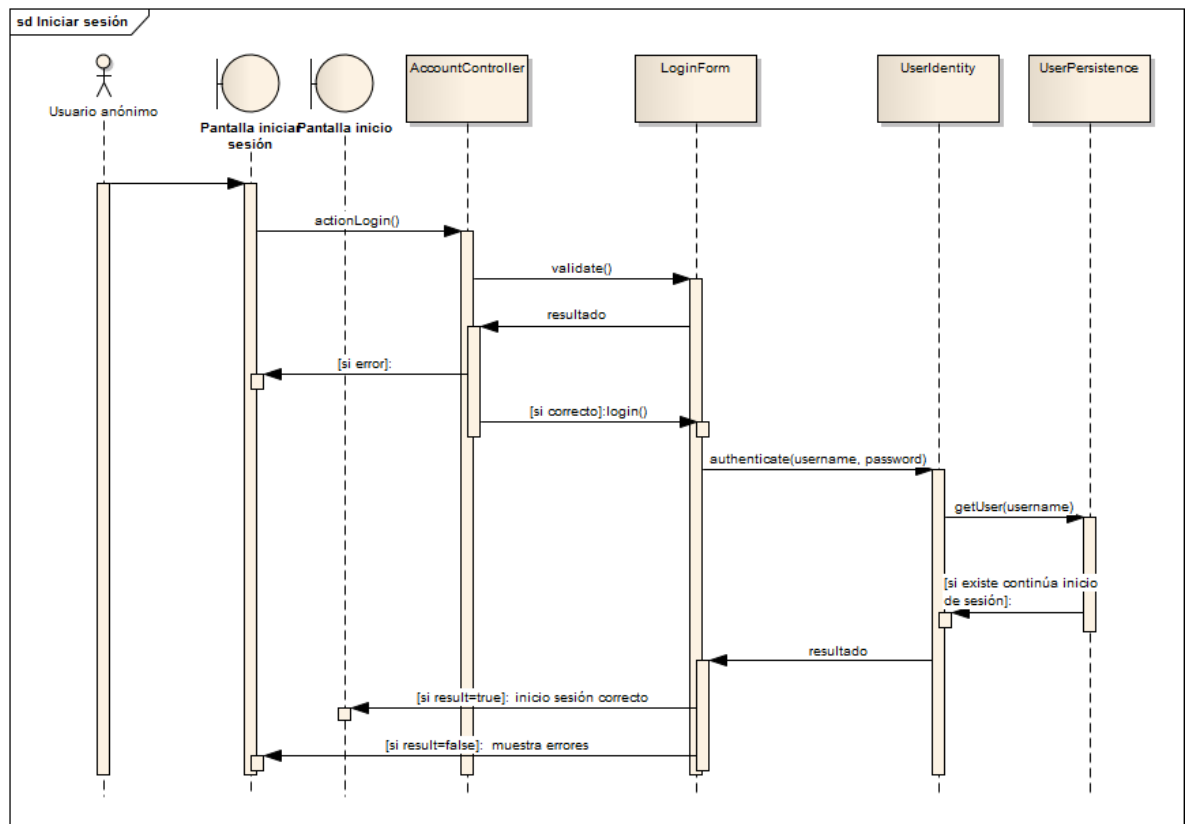 sd Iniciar sesión
AccountController
LoginForm
UserIdentity
UserPersistence
Usuario anónimo
Pantalla iniciar
sesión
Pantalla inicio
actionLogin()
validate()
resultado
[si error]:
[si correcto]:login()
authenticate(username, password)
getUser(username)
[si existe continúa inicio
de sesión]:
resultado
[si result=true]: inicio sesión correcto
[si result=false]: muestra errores